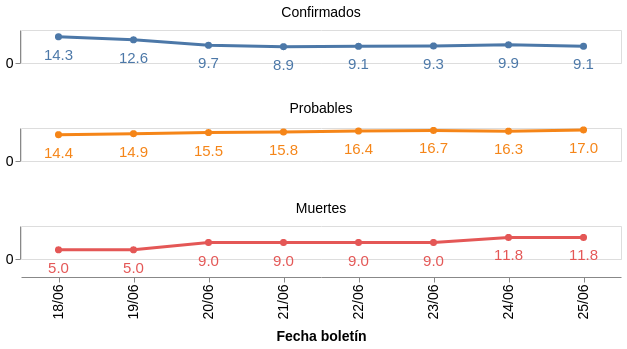 Confirmados
0
14.3 12.6 9.7 8.9 9.1 9.3 9.9 9.1
Probables
0
14.4 14.9 15.5 15.8 16.4 16.7 16.3 17.0
Muertes
0
5.0 5.0 9.0 9.0 9.0 9.0 11.8 11.8
18/06 19/06 20/06 21/06 22/06 23/06 24/06 25/06
Fecha boletín